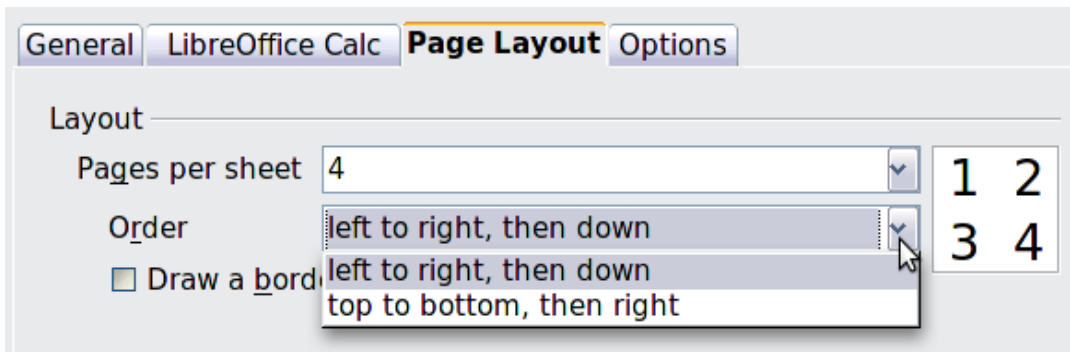 General LibreOffice Calc Page Layout Options
Layout
Pages per sheet 4
1 2
Order left to right, then down
3 4
left to right, then down
Draw a
top to bottom, then right